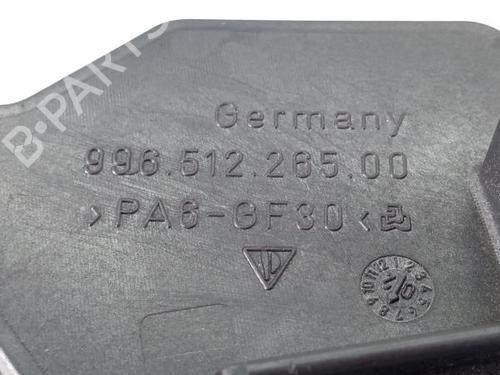 B-PARTS
Germany
996.512.265.00
>PA6-GF30<